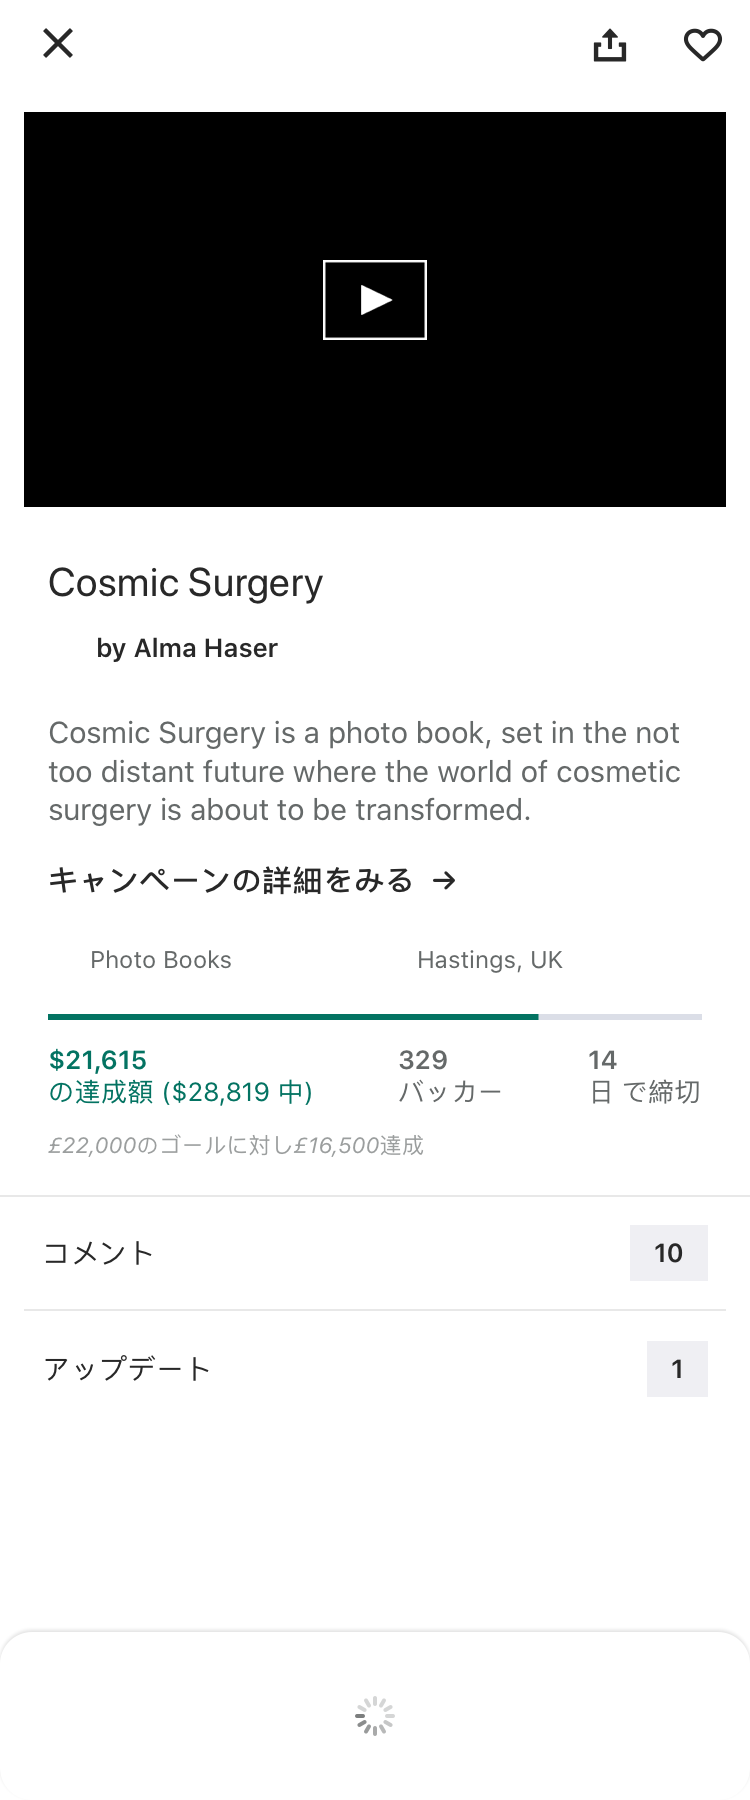 Cosmic Surgery
by Alma Haser
Cosmic Surgery is a photo book, set in the not
too distant future where the world of cosmetic
surgery is about to be transformed.
キャンペーンの詳細をみる →
Photo Books
Hastings, UK
$21,615
の達成額 ($28,819 中)
329
バッカー
14
日 で締切
£22,000のゴールに対し£16,500達成
コメント
10
アップデート
1